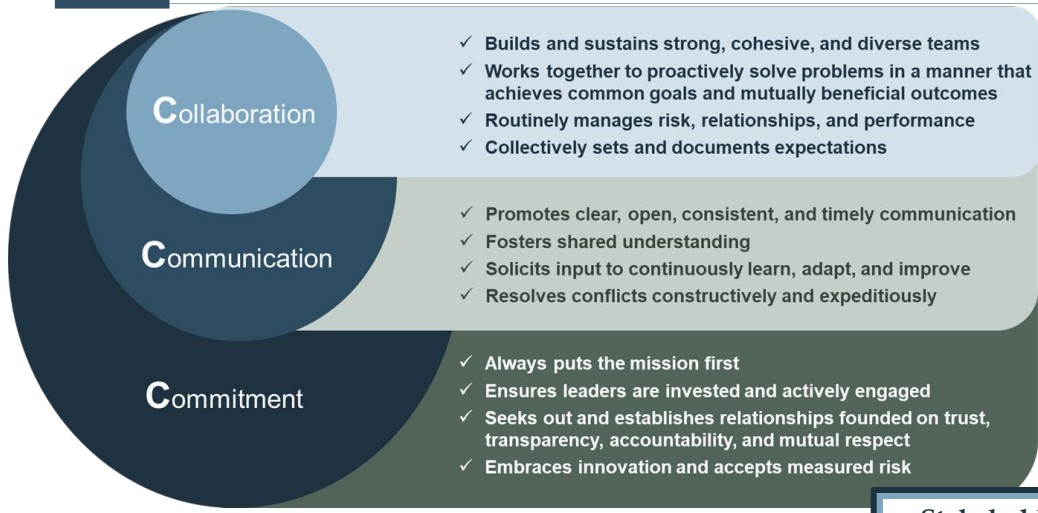 Collaboration
✓ Builds and sustains strong, cohesive, and diverse teams
✓ Works together to proactively solve problems in a manner that
achieves common goals and mutually beneficial outcomes
✓ Routinely manages risk, relationships, and performance
✓ Collectively sets and documents expectations
Communication
✓ Promotes clear, open, consistent, and timely communication
✓ Fosters shared understanding
✓ Solicits input to continuously learn, adapt, and improve
✓ Resolves conflicts constructively and expeditiously
Commitment
✓ Always puts the mission first
✓ Ensures leaders are invested and actively engaged
✓ Seeks out and establishes relationships founded on trust,
transparency, accountability, and mutual respect
✓ Embraces innovation and accepts measured risk